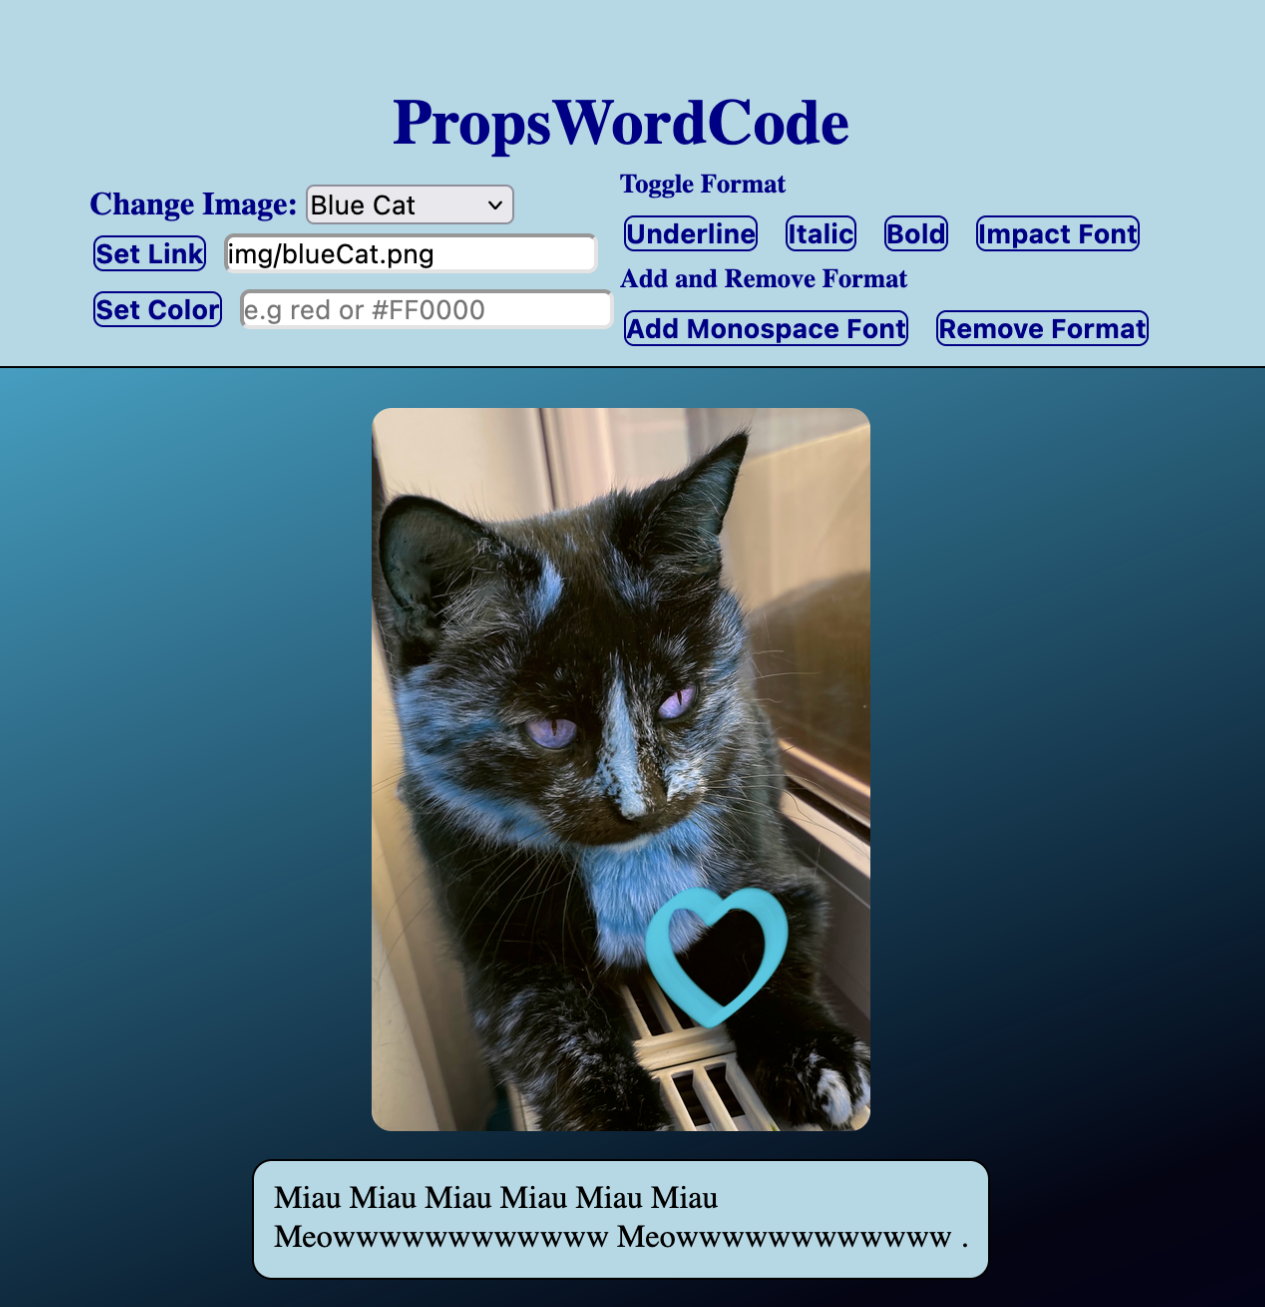 PropsWordCode
Change Image: Blue Cat
Set Link img/blueCat.png
Set Color e.g red or #FF0000
Toggle Format
Underline Italic Bold Impact Font
Add and Remove Format
Add Monospace Font Remove Format
Miau Miau Miau Miau Miau Miau
Meowwwwwwwwwwwww Meowwwwwwwwwwwww .